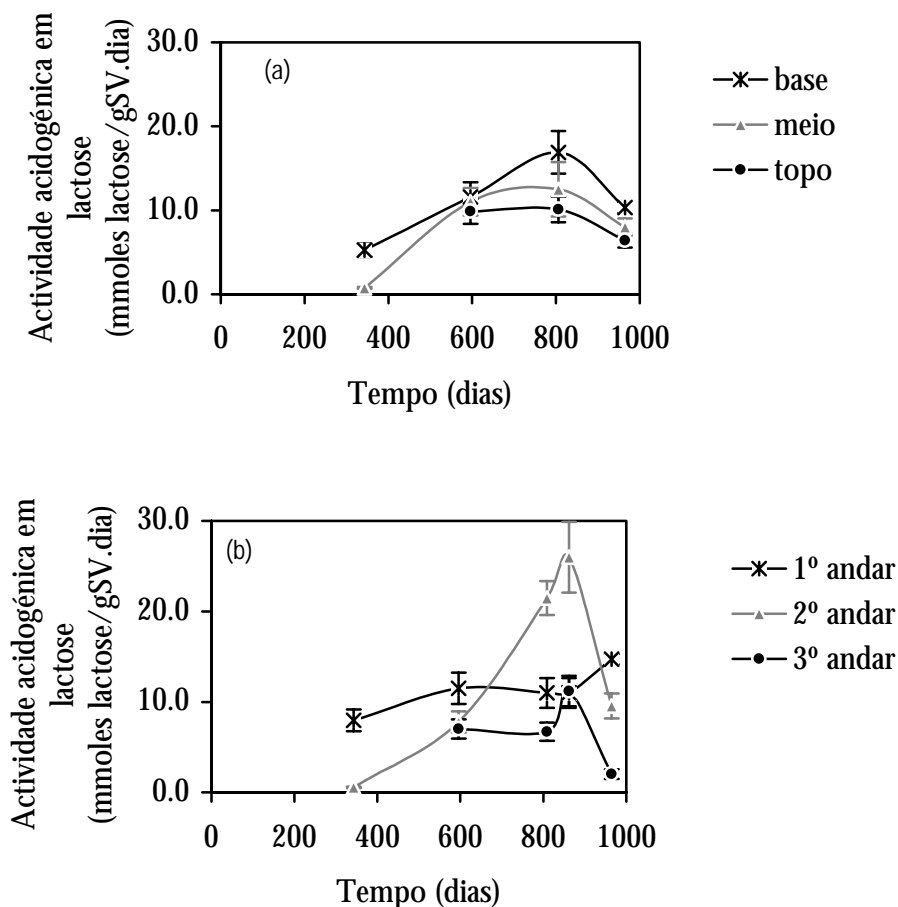 Actividade acidogénica em
lactose
(mmoles lactose/gSV.dia)
30.0
20.0
10.0
0.0
(a)
0 200 400 600 800 1000
Tempo (dias)
base
meio
topo
Actividade acidogénica em
lactose
(mmoles lactose/gSV.dia)
30.0
20.0
10.0
0.0
(b)
0 200 400 600 800 1000
Tempo (dias)
1º andar
2º andar
3º andar